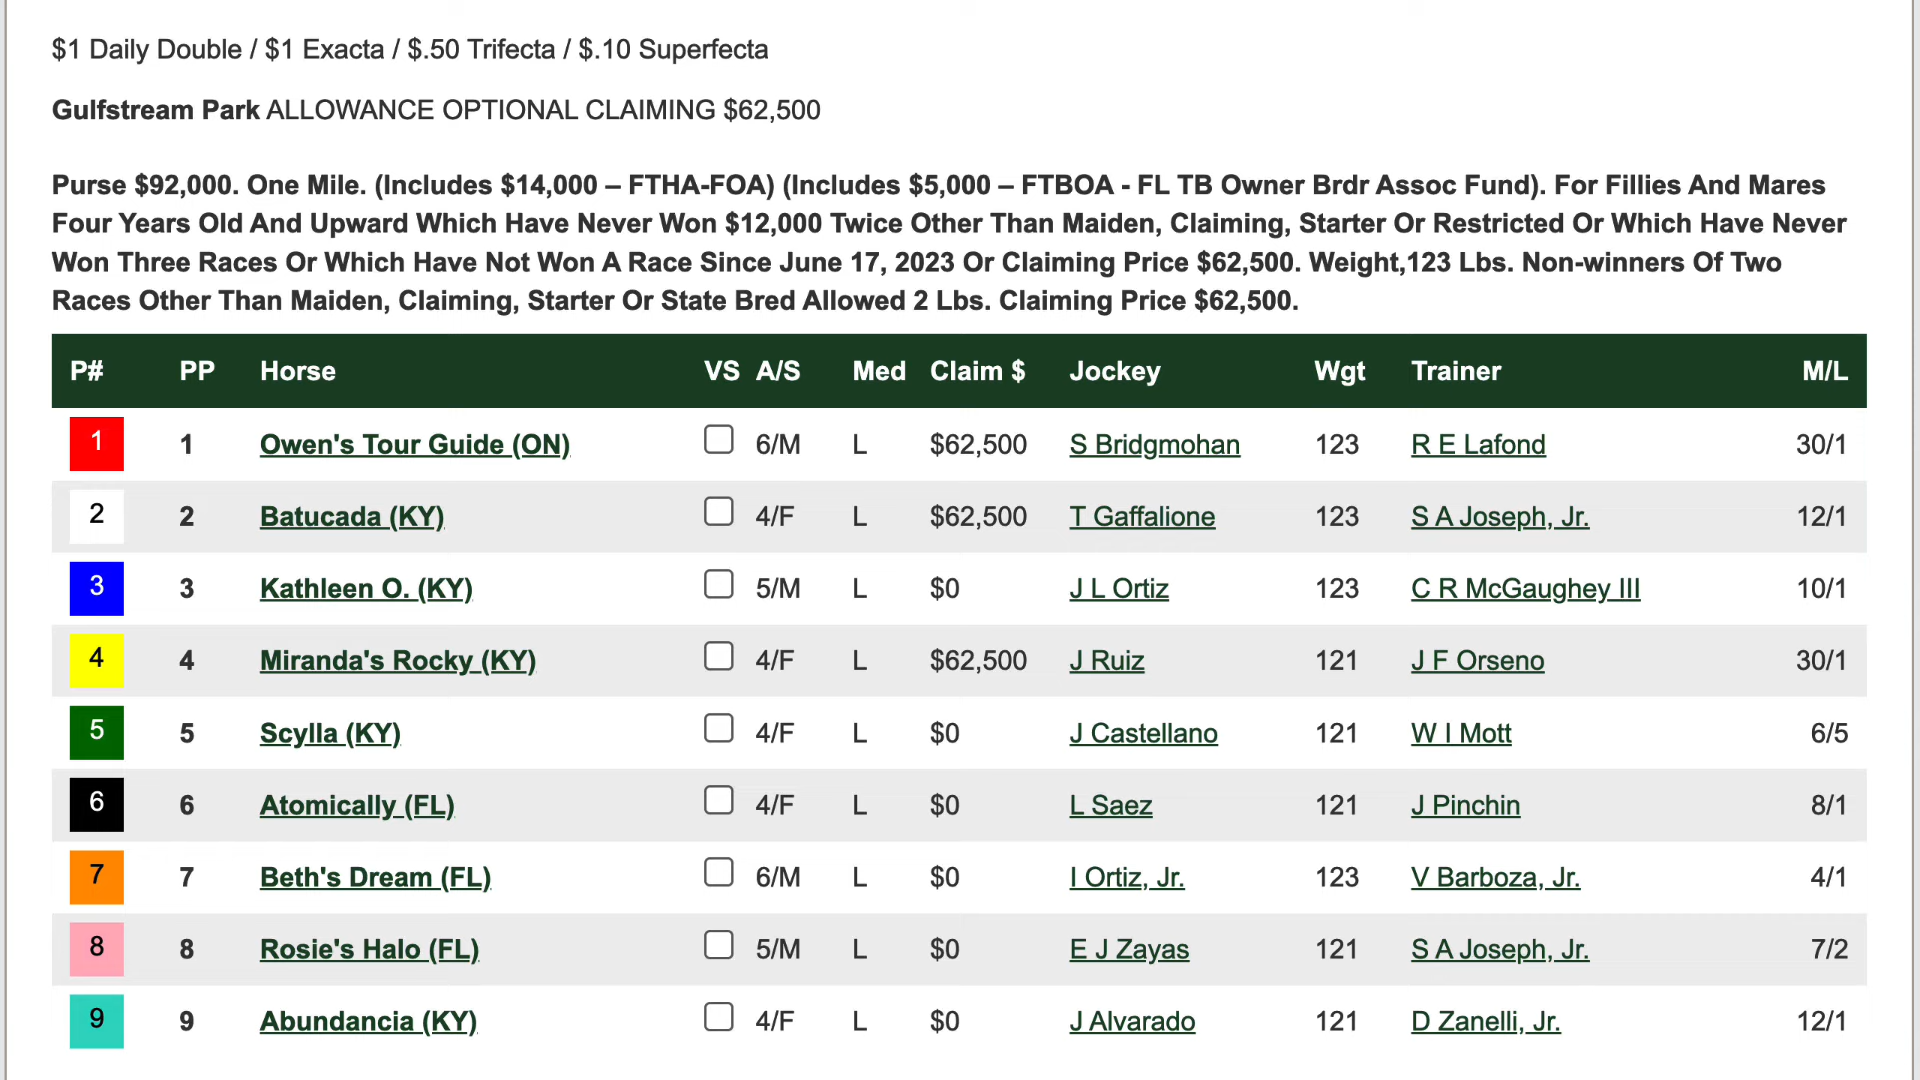 $1 Daily Double / $1 Exacta / $.50 Trifecta / $.10 Superfecta
Gulfstream Park ALLOWANCE OPTIONAL CLAIMING $62,500
Purse $92,000. One Mile. (Includes $14,000 – FTHA-FOA) (Includes $5,000 – FTBOA - FL TB Owner Brdr Assoc Fund). For Fillies And Mares
Four Years Old And Upward Which Have Never Won $12,000 Twice Other Than Maiden, Claiming, Starter Or Restricted Or Which Have Never
Won Three Races Or Which Have Not Won A Race Since June 17, 2023 Or Claiming Price $62,500. Weight,123 Lbs. Non-winners Of Two
Races Other Than Maiden, Claiming, Starter Or State Bred Allowed 2 Lbs. Claiming Price $62,500.
P# PP Horse VS A/S Med Claim $ Jockey Wgt Trainer M/L
1 1 Owen's Tour Guide (ON) 6/M L $62,500 S Bridgmohan 123 R E Lafond 30/1
2 2 Batucada (KY) 4/F L $62,500 T Gaffalione 123 S A Joseph, Jr. 12/1
3 3 Kathleen O. (KY) 5/M L $0 J L Ortiz 123 C R McGaughey III 10/1
4 4 Miranda's Rocky (KY) 4/F L $62,500 J Ruiz 121 J F Orseno 30/1
5 5 Scylla (KY) 4/F L $0 J Castellano 121 W I Mott 6/5
6 6 Atomically (FL) 4/F L $0 L Saez 121 J Pinchin 8/1
7 7 Beth's Dream (FL) 6/M L $0 I Ortiz, Jr. 123 V Barboza, Jr. 4/1
8 8 Rosie's Halo (FL) 5/M L $0 E J Zayas 121 S A Joseph, Jr. 7/2
9 9 Abundancia (KY) 4/F L $0 J Alvarado 121 D Zanelli, Jr. 12/1